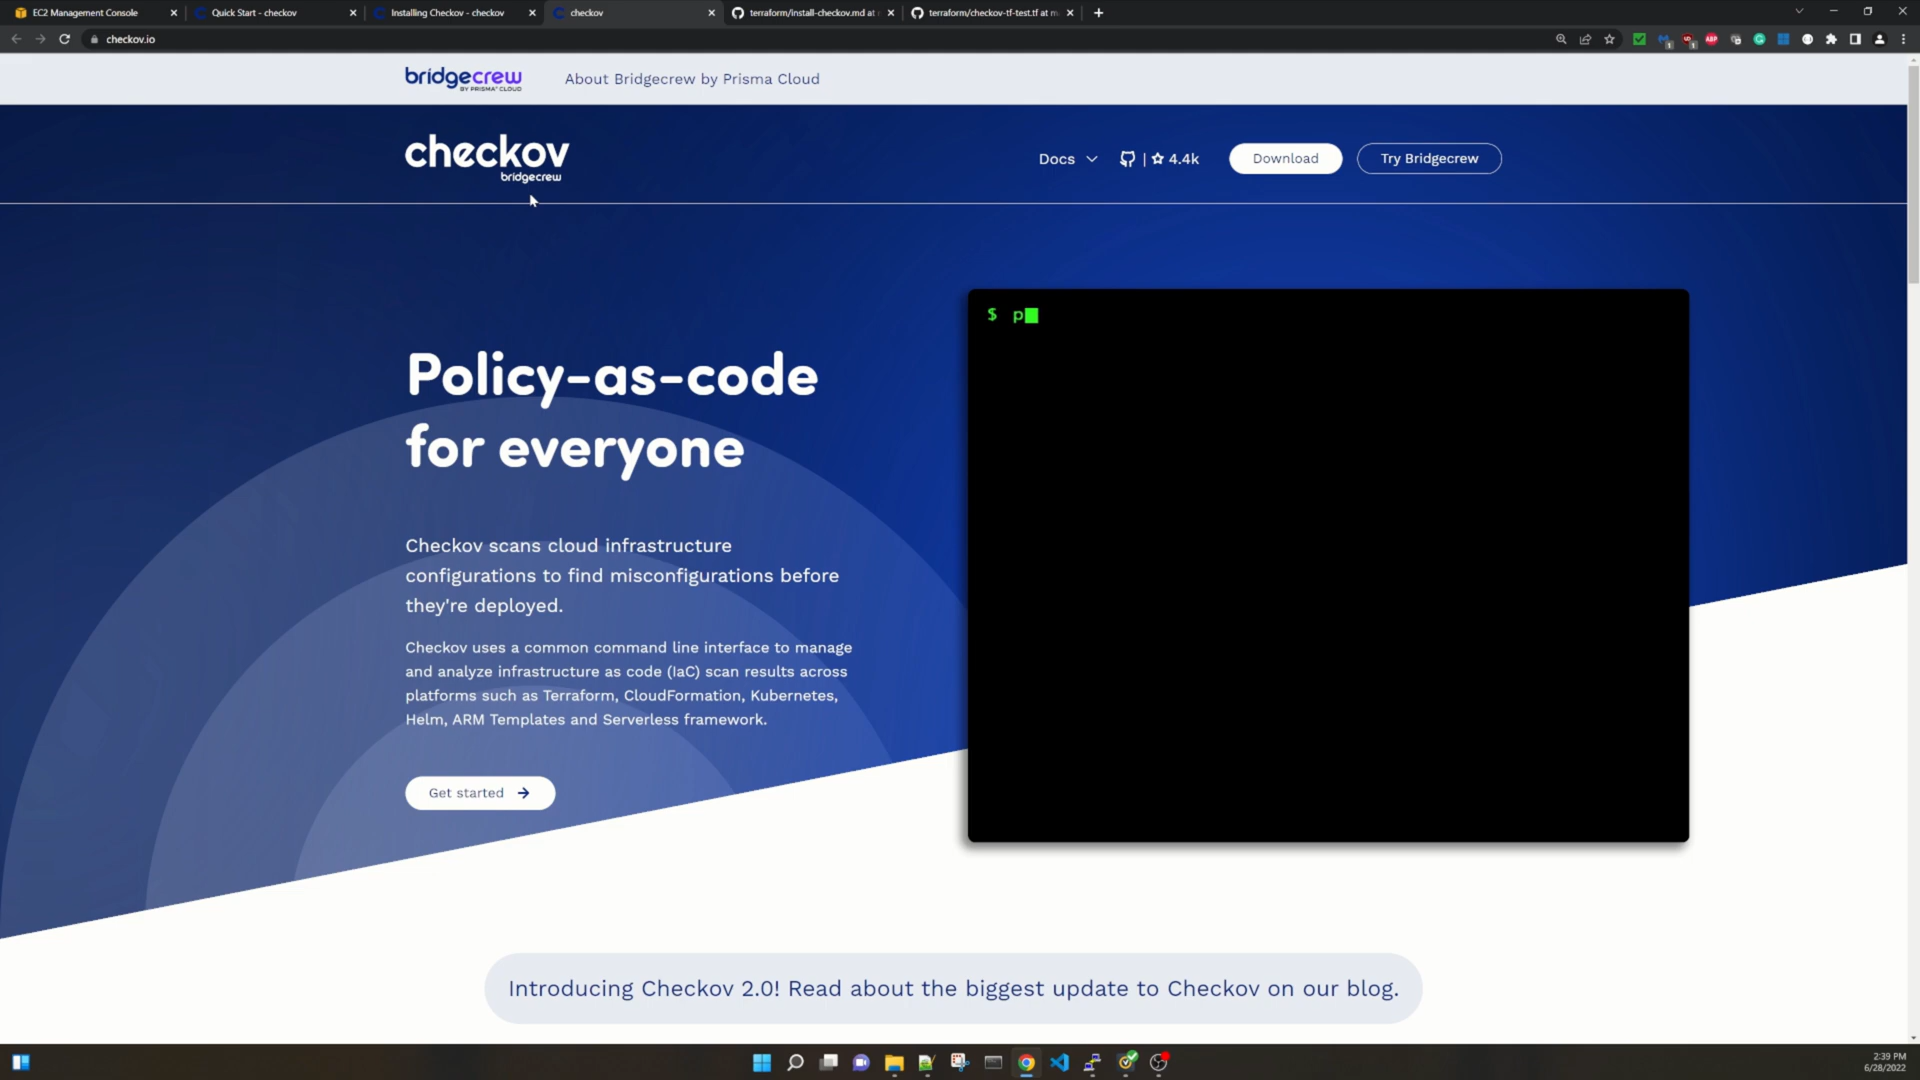 EC2 Management Console
Quick Start - checkov
Installing Checkov - checkov
checkov
terraform/install-checkov.md at
terraform/checkov-tf-test.tf at m
checkov.io
bridgecrew
BY PRISMA® CLOUD
About Bridgecrew by Prisma Cloud
checkov
bridgecrew
Docs
| 4.4k
Download
Try Bridgecrew
$ p
Policy-as-code
for everyone
Checkov scans cloud infrastructure
configurations to find misconfigurations before
they're deployed.
Checkov uses a common command line interface to manage
and analyze infrastructure as code (IaC) scan results across
platforms such as Terraform, CloudFormation, Kubernetes,
Helm, ARM Templates and Serverless framework.
Get started
Introducing Checkov 2.0! Read about the biggest update to Checkov on our blog.
2:39 PM
6/28/2022